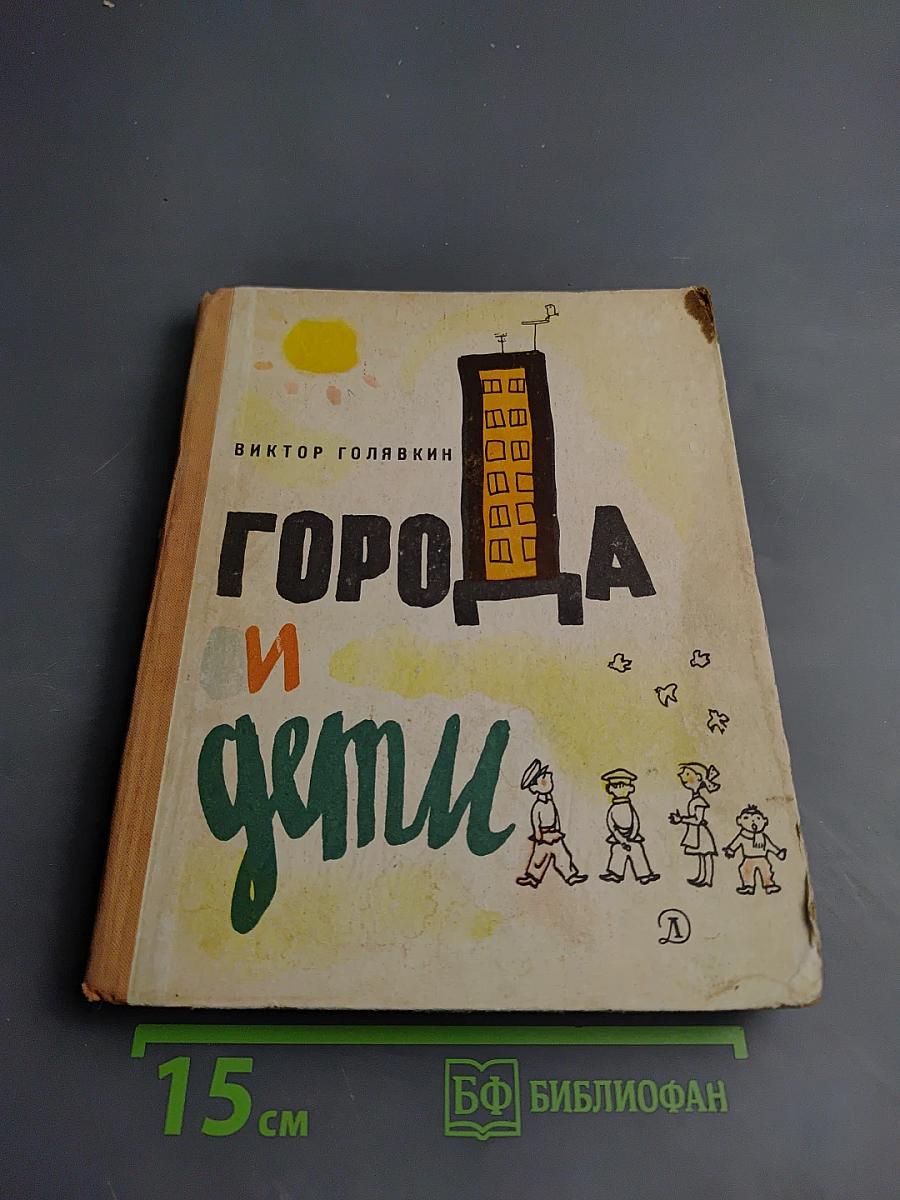 ВИКТОР ГОЛЯВКИН
ГОРОДА
И
дети
Д
15 см
БФ БИБЛИОФАН